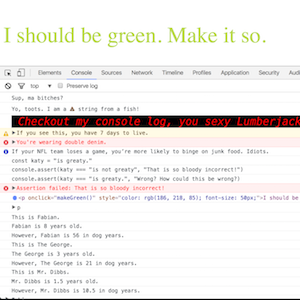 I should be green. Make it so.
Elements Console Sources Network Timeline Profiles Application Security Audi
top Preserve log
Sup, ma bitches?
Yo, toots. I am a 💩 string from a fish!
Checkout my console log, you sexy Lumberjack
If you see this, you have 7 days to live.
You're wearing double denim.
If your NFL team loses a game, you're more likely to binge on junk food. Idiots.
const katy = "is greaty."
console.assert(katy === "is not greaty", "That is so bloody incorrect!")
console.assert(katy === "is greaty.", "Wrong? How could this be wrong?)
Assertion failed: That is so bloody incorrect!
<p onclick="makeGreen()" style="color: rgb(186, 218, 85); font-size: 50px;">I should be
p
This is Fabian.
Fabian is 8 years old.
However, Fabian is 56 in dog years.
This is The George.
The George is 3 years old.
However, The George is 21 in dog years.
This is Mr. Dibbs.
Mr. Dibbs is 1.5 years old.
However, Mr. Dibbs is 10.5 in dog years.